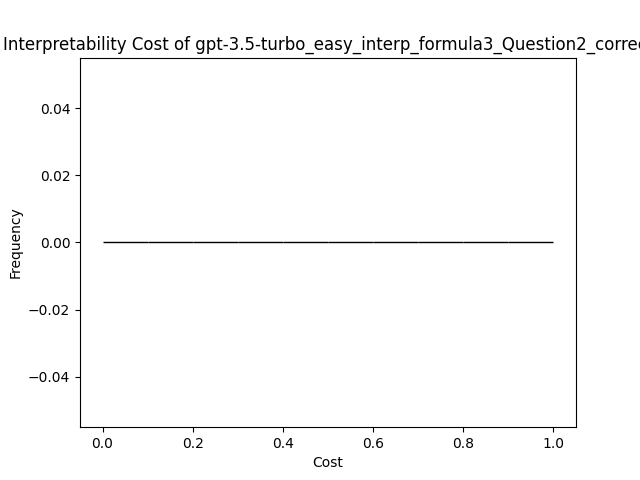 Interpretability Cost of gpt-3.5-turbo_easy_interp_formula3_Question2_correc
0.04
0.02
0.00
−0.02
−0.04
Frequency
0.0 0.2 0.4 0.6 0.8 1.0
Cost